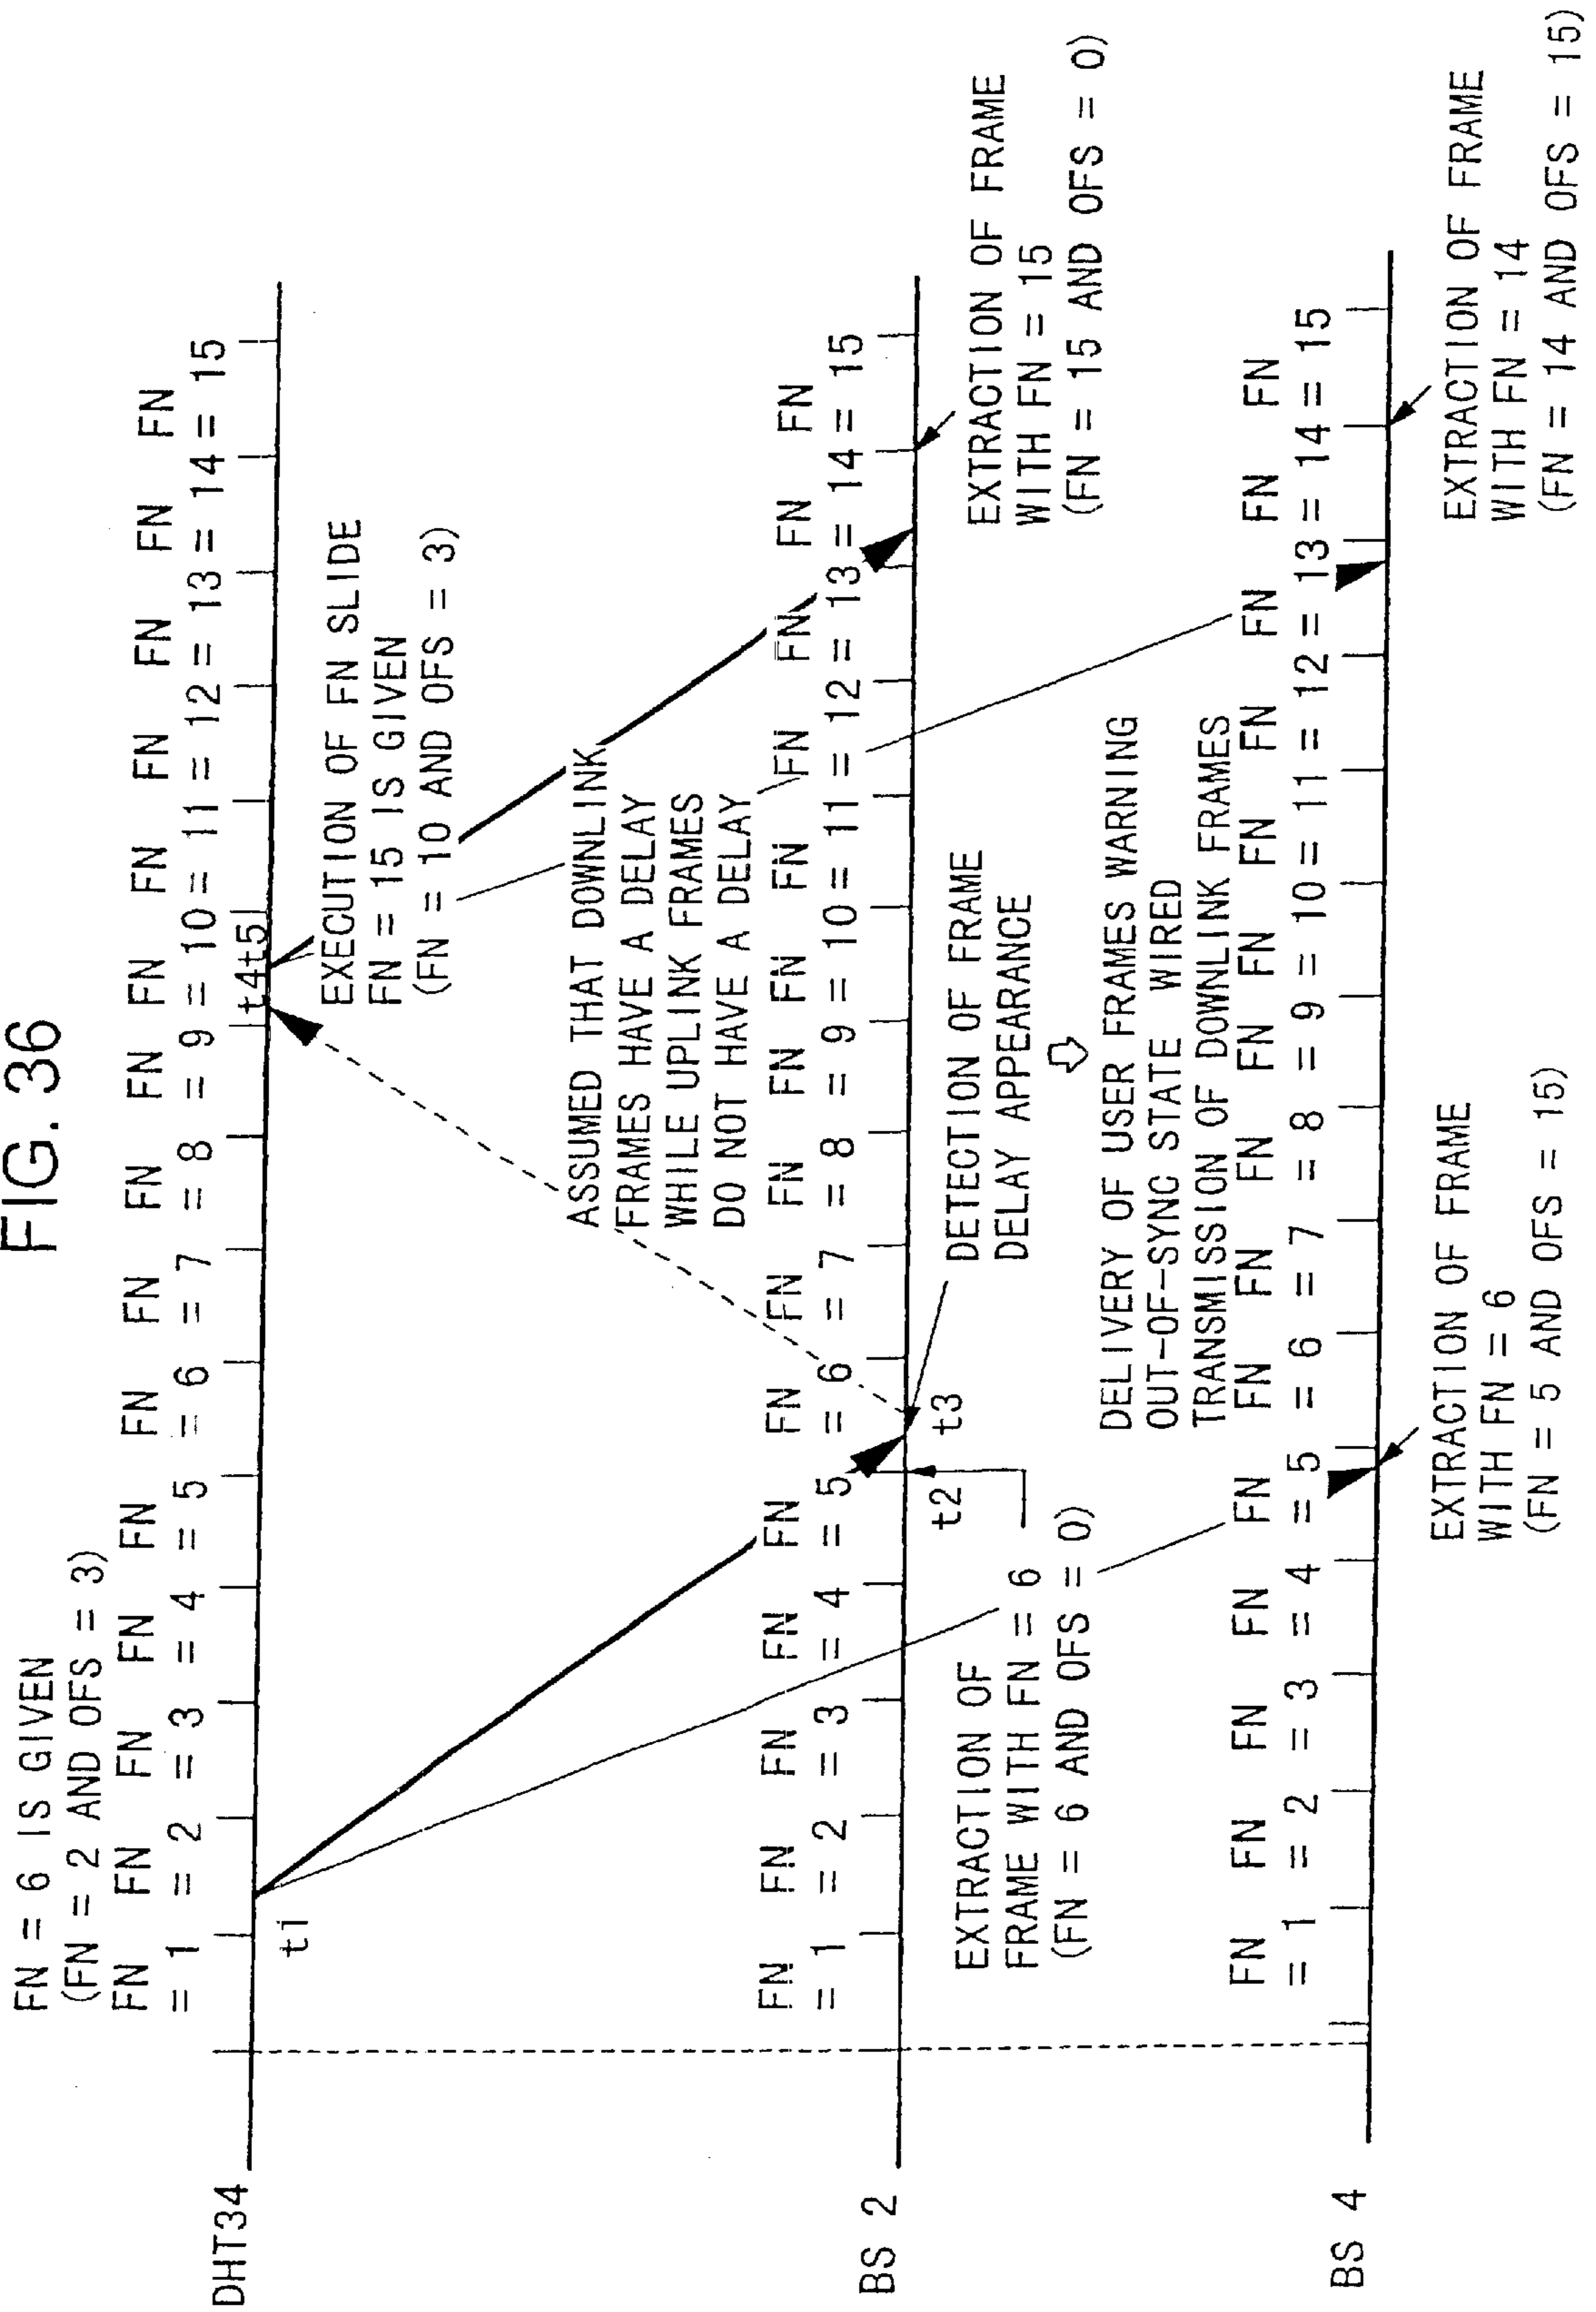 FIG. 36
FN = 6 IS GIVEN
(FN = 2 AND OFS = 3)
FN FN FN FN FN FN FN FN FN FN FN FN FN FN FN
= 1 = 2 = 3 = 4 = 5 = 6 = 7 = 8 = 9 = 10 = 11 = 12 = 13 = 14 = 15
DHT34
t1
t4 t5
EXECUTION OF FN SLIDE
FN = 15 IS GIVEN
(FN = 10 AND OFS = 3)
ASSUMED THAT DOWNLINK
FRAMES HAVE A DELAY
WHILE UPLINK FRAMES
DO NOT HAVE A DELAY
FN FN FN FN FN FN FN FN FN FN FN FN FN FN FN
= 1 = 2 = 3 = 4 = 5 = 6 = 7 = 8 = 9 = 10 = 11 = 12 = 13 = 14 = 15
BS 2
t2
t3
EXTRACTION OF
FRAME WITH FN = 6
(FN = 6 AND OFS = 0)
DETECTION OF FRAME
DELAY APPEARANCE
DELIVERY OF USER FRAMES WARNING
OUT-OF-SYNC STATE WIRED
TRANSMISSION OF DOWNLINK FRAMES
EXTRACTION OF FRAME
WITH FN = 15
(FN = 15 AND OFS = 0)
FN FN FN FN FN FN FN FN FN FN FN FN FN FN FN
= 1 = 2 = 3 = 4 = 5 = 6 = 7 = 8 = 9 = 10 = 11 = 12 = 13 = 14 = 15
BS 4
EXTRACTION OF FRAME
WITH FN = 6
(FN = 5 AND OFS = 15)
EXTRACTION OF FRAME
WITH FN = 14
(FN = 14 AND OFS = 15)